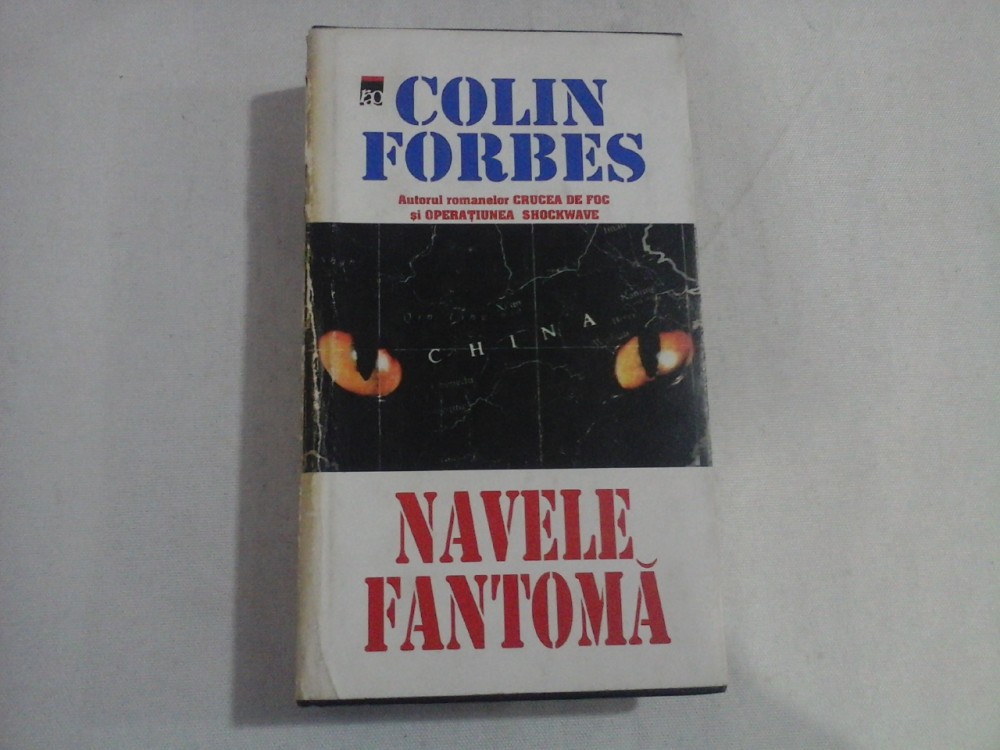 rao
COLIN
FORBES
Autorul romanelor CRUCEA DE FOC
și OPERAȚIUNEA SHOCKWAVE
CHINA
NAVELE
FANTOMĂ